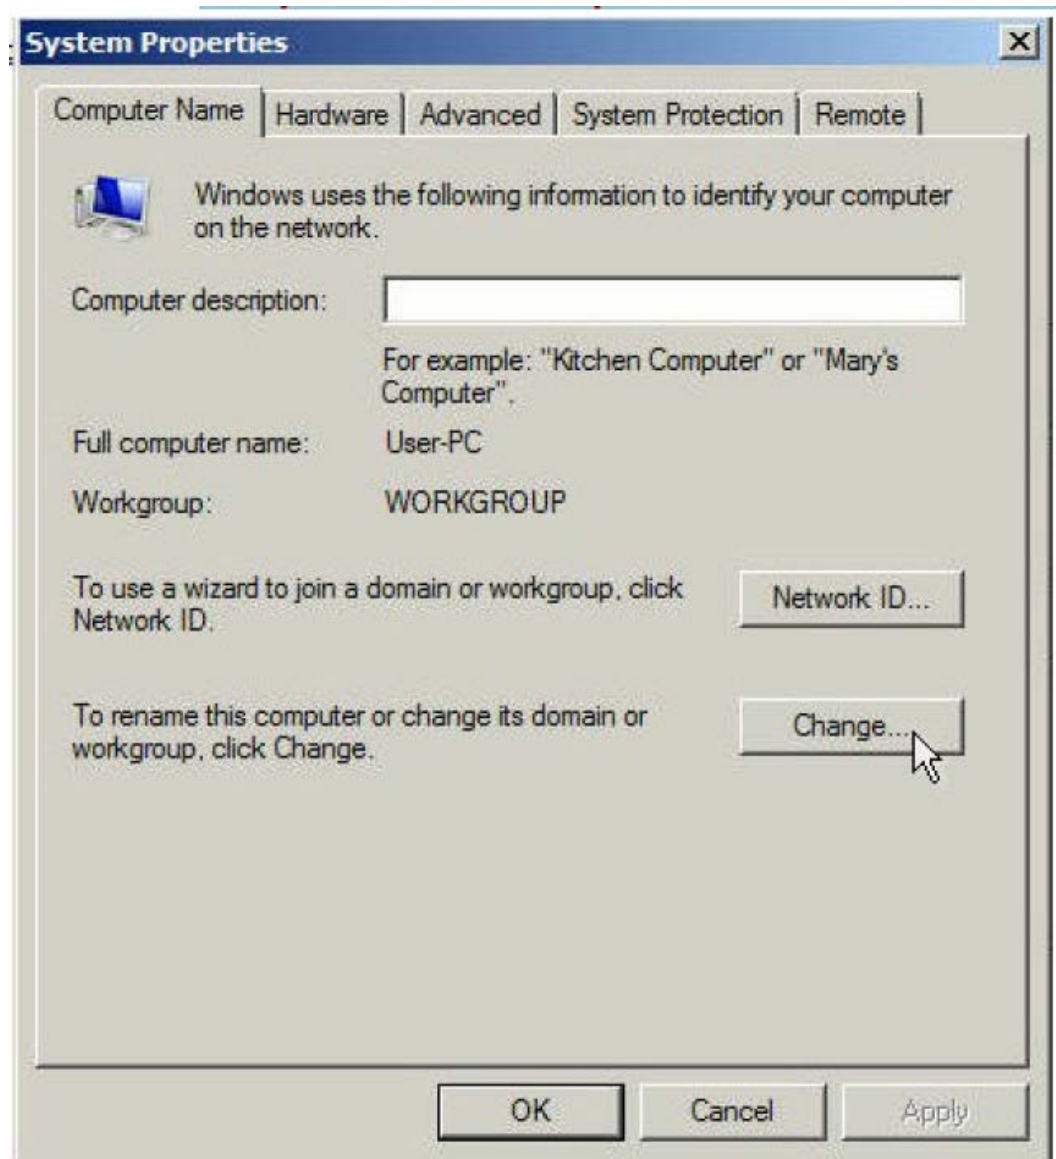 System Properties
Computer Name
Hardware
Advanced
System Protection
Remote
Windows uses the following information to identify your computer
on the network.
Computer description:
For example: "Kitchen Computer" or "Mary's
Computer".
Full computer name: User-PC
Workgroup: WORKGROUP
To use a wizard to join a domain or workgroup, click
Network ID.
Network ID...
To rename this computer or change its domain or
workgroup, click Change.
Change...
OK
Cancel
Apply